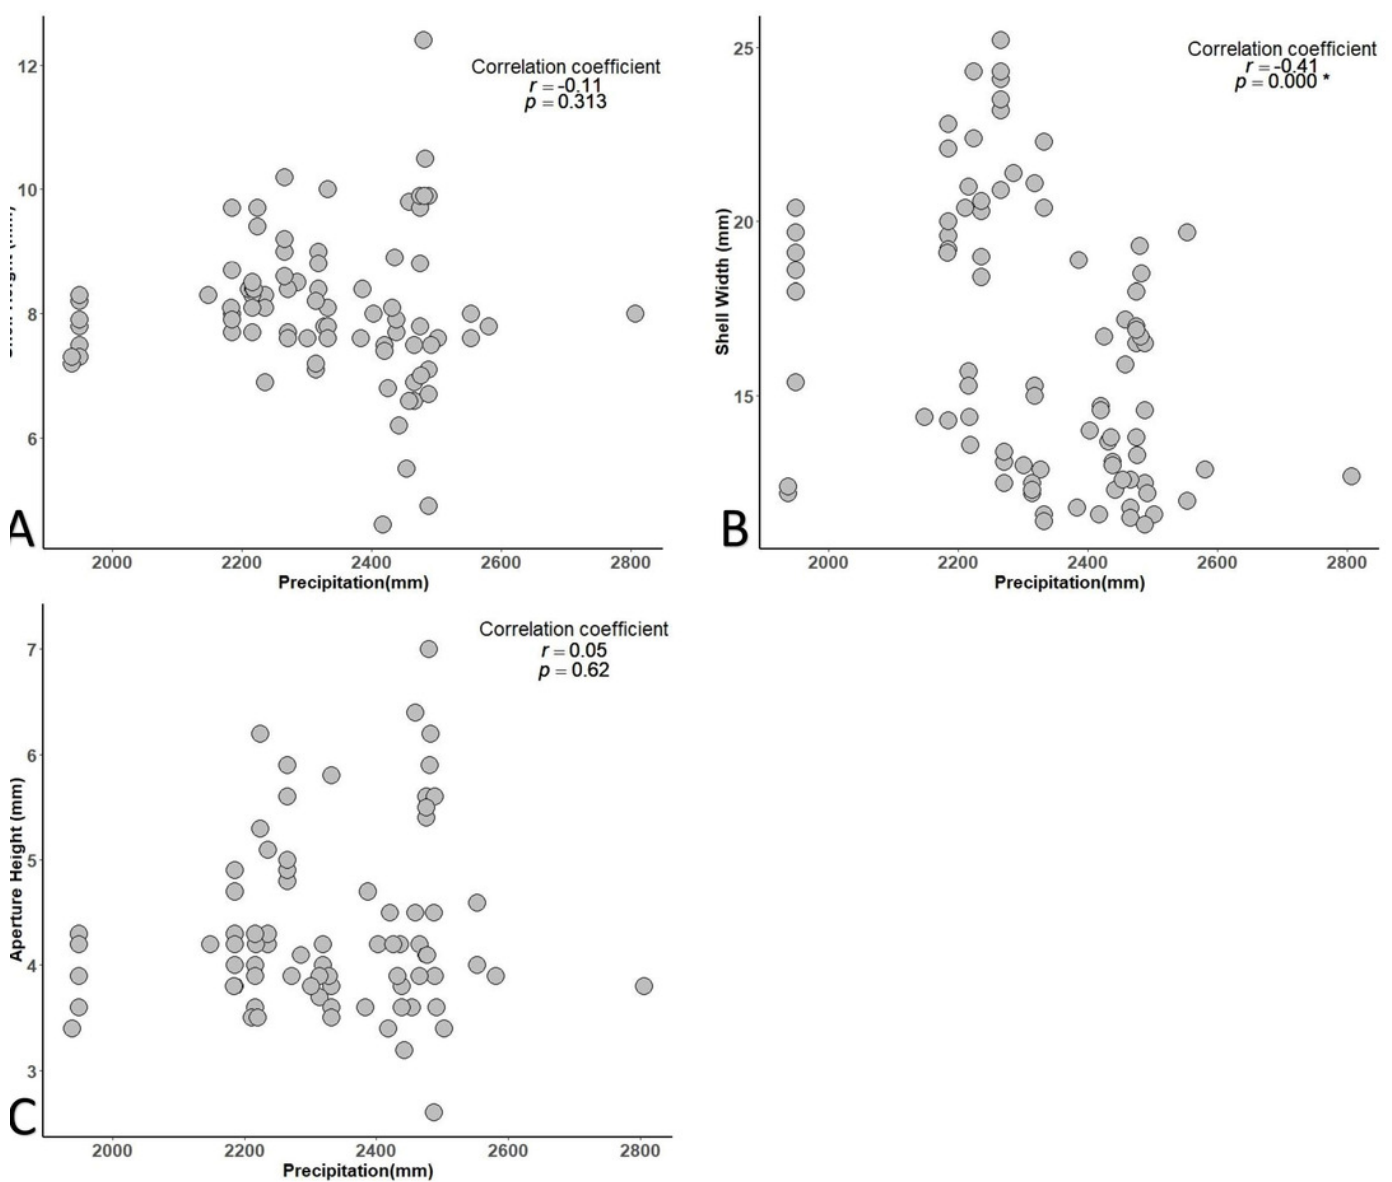 12
10
8
6
Correlation coefficient
r = -0.11
p = 0.313
A
2000 2200 2400 2600 2800
Precipitation(mm)
25
20
15
Shell Width (mm)
Correlation coefficient
r = -0.41
p = 0.000 *
B
2000 2200 2400 2600 2800
Precipitation(mm)
7
6
5
4
3
Aperture Height (mm)
Correlation coefficient
r = 0.05
p = 0.62
C
2000 2200 2400 2600 2800
Precipitation(mm)